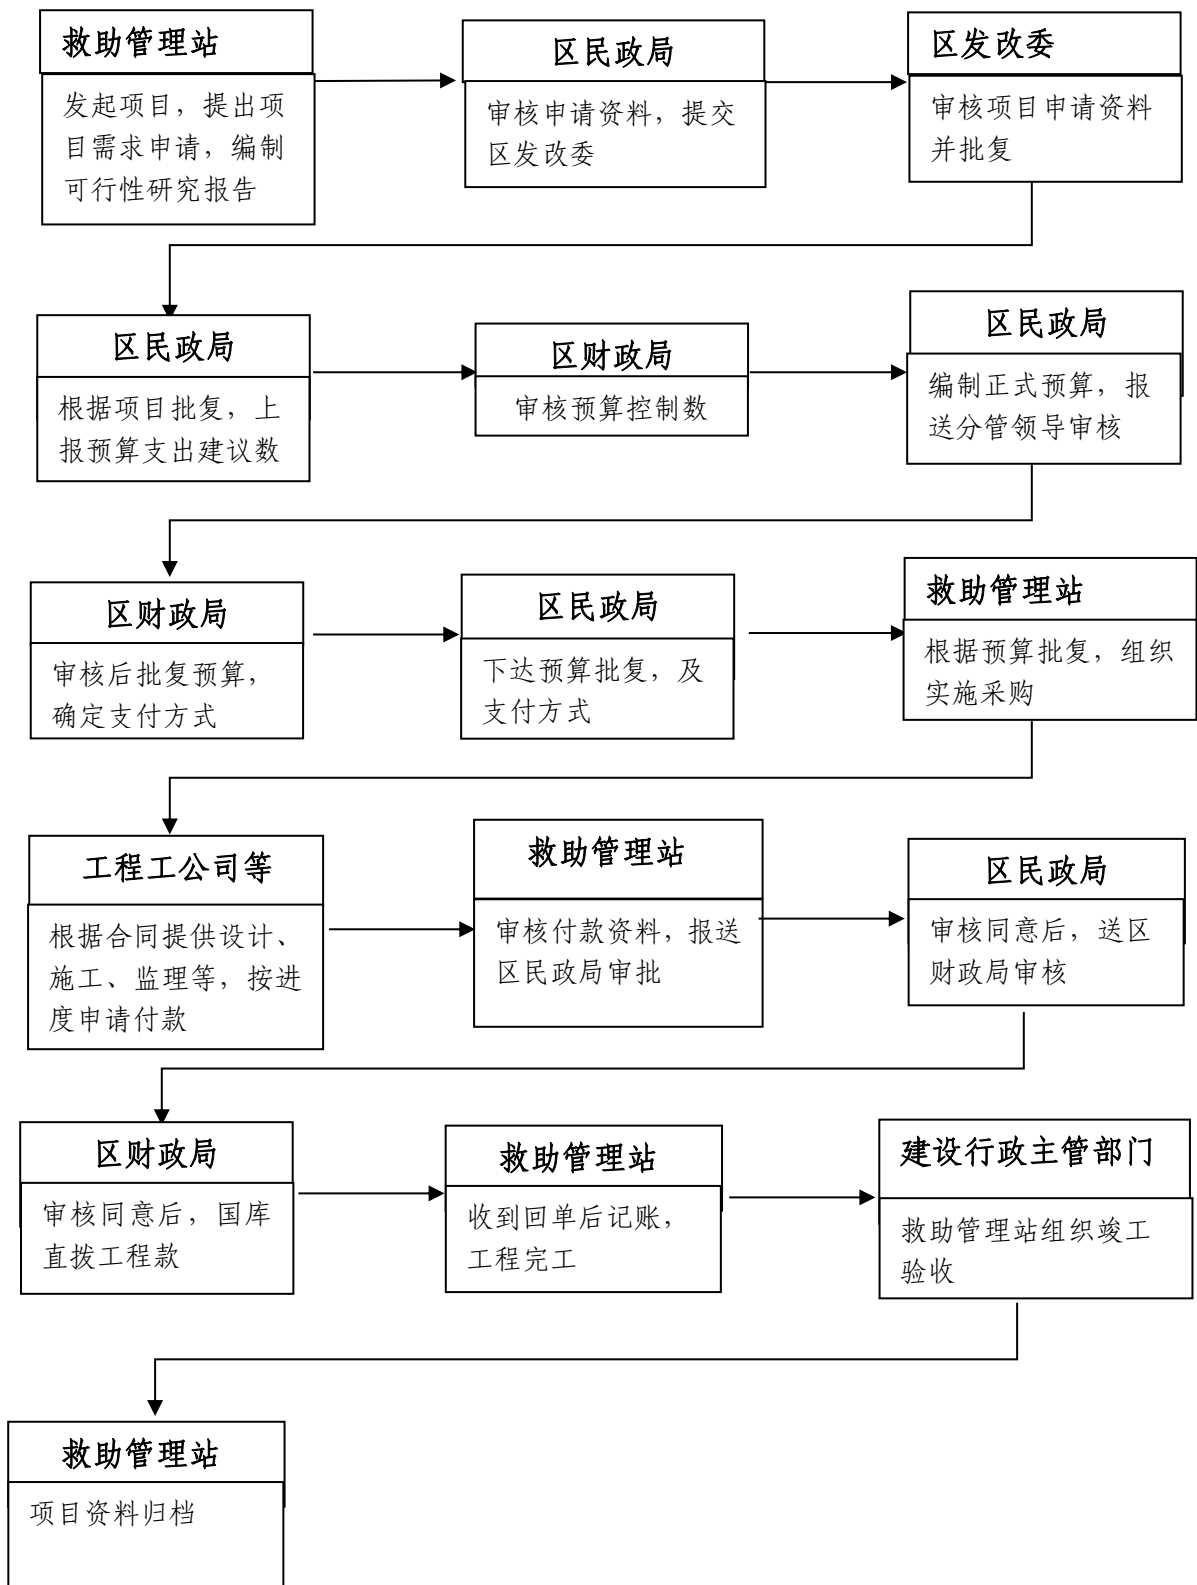 救助管理站
发起项目，提出项
目需求申请，编制
可行性研究报告
区民政局
审核申请资料，提交
区发改委
区发改委
审核项目申请资料
并批复
区民政局
根据项目批复，上
报预算支出建议数
区财政局
审核预算控制数
区民政局
编制正式预算，报
送分管领导审核
区财政局
审核后批复预算，
确定支付方式
区民政局
下达预算批复，及
支付方式
救助管理站
根据预算批复，组织
实施采购
工程工公司等
根据合同提供设计、
施工、监理等，按进
度申请付款
救助管理站
审核付款资料，报送
区民政局审批
区民政局
审核同意后，送区
财政局审核
区财政局
审核同意后，国库
直拨工程款
救助管理站
收到回单后记账，
工程完工
建设行政主管部门
救助管理站组织竣工
验收
救助管理站
项目资料归档